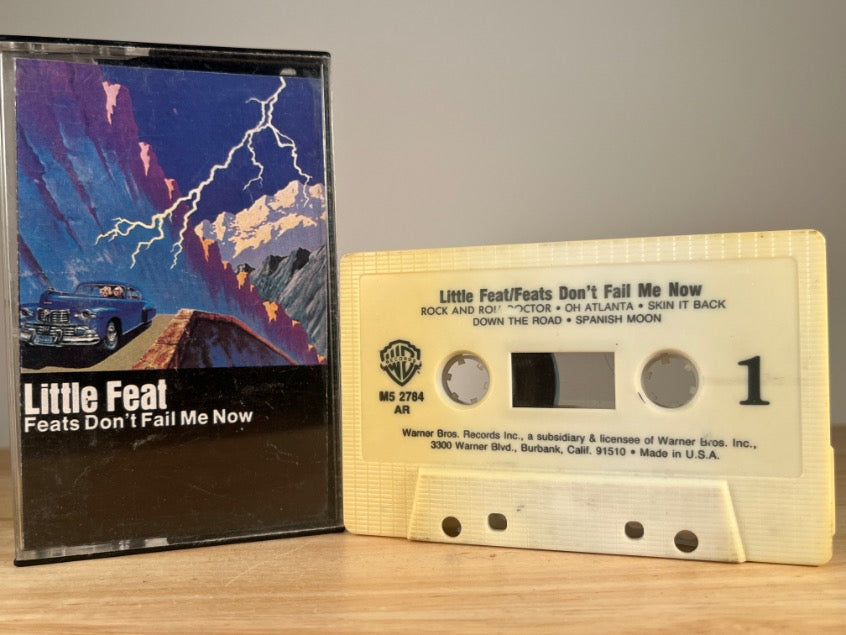 Little Feat
Feats Don't Fail Me Now
Little Feat/Feats Don't Fail Me Now
ROCK AND ROLL DOCTOR • OH ATLANTA • SKIN IT BACK
DOWN THE ROAD • SPANISH MOON
WB
RECORDS
M5 2784
AR
1
Warner Bros. Records Inc., a subsidiary & licensee of Warner Bros. Inc.,
3300 Warner Blvd., Burbank, Calif. 91510 • Made in U.S.A.